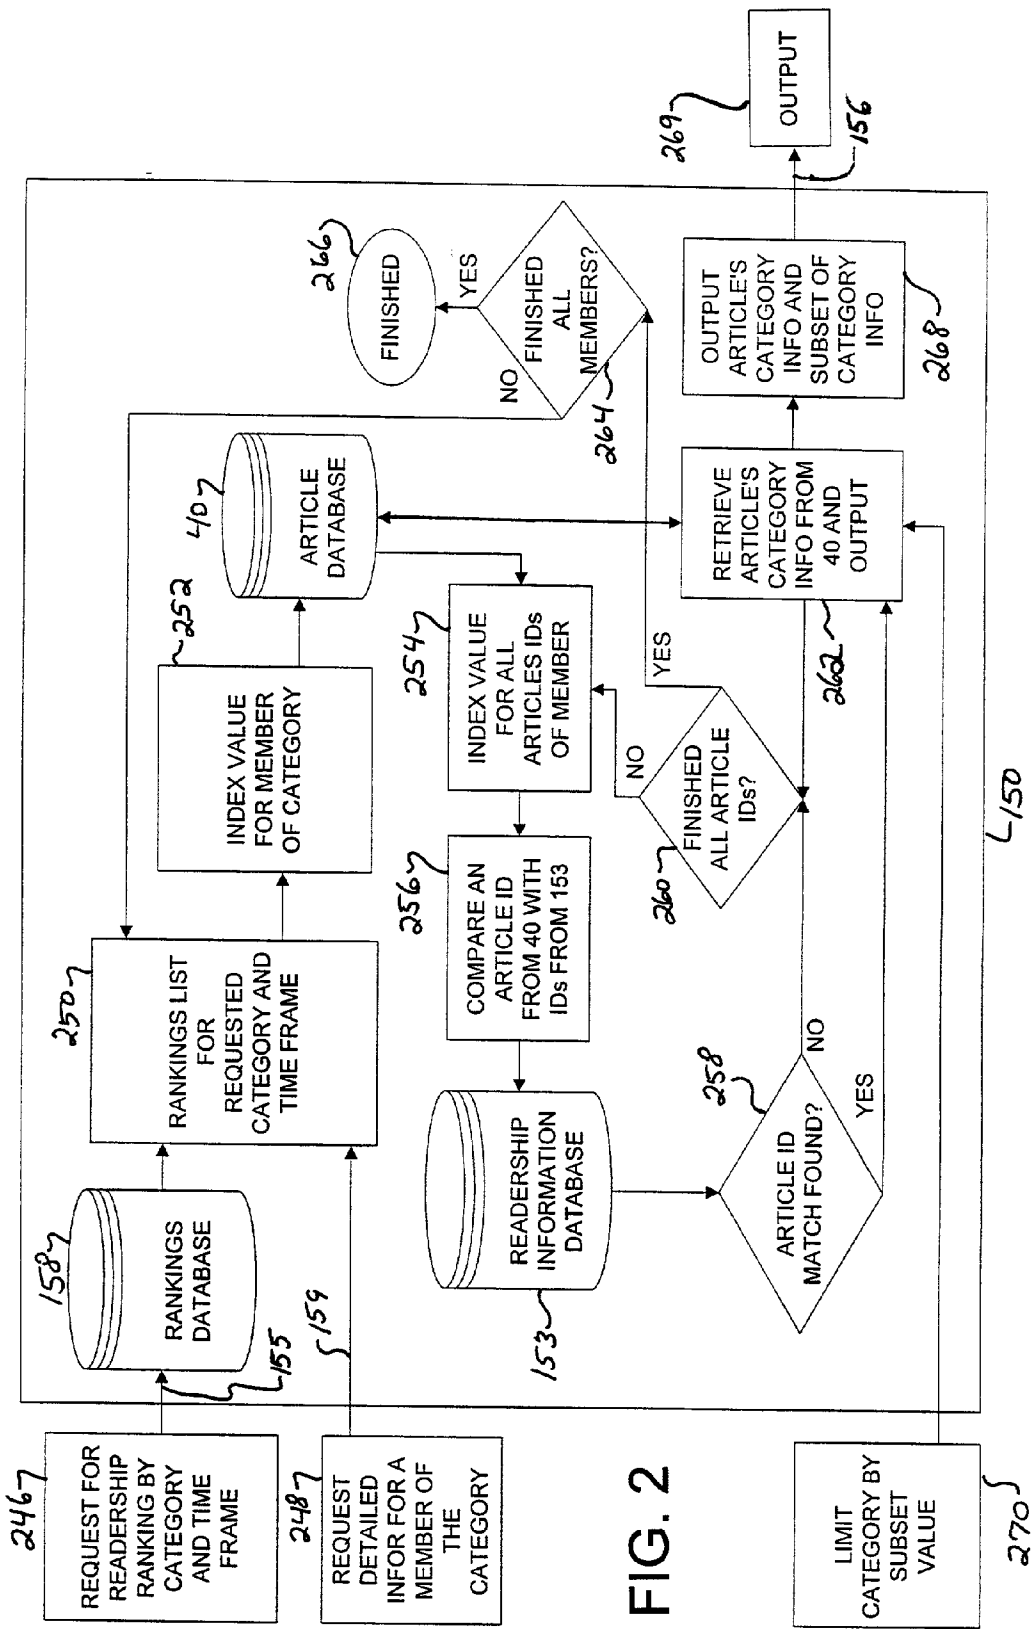 246
REQUEST FOR
READERSHIP
RANKING BY
CATEGORY
AND TIME
FRAME
155
158
RANKINGS
DATABASE
250
RANKINGS LIST
FOR
REQUESTED
CATEGORY AND
TIME FRAME
252
INDEX VALUE
FOR MEMBER
OF CATEGORY
40
ARTICLE
DATABASE
266
FINISHED
YES
NO
FINISHED
ALL
MEMBERS?
264
248
REQUEST
DETAILED
INFOR FOR A
MEMBER OF
THE
CATEGORY
159
153
READERSHIP
INFORMATION
DATABASE
256
COMPARE AN
ARTICLE ID
FROM 40 WITH
IDs FROM 153
254
INDEX VALUE
FOR ALL
ARTICLES IDs
OF MEMBER
NO
YES
260
FINISHED
ALL ARTICLE
IDs?
258
ARTICLE ID
MATCH FOUND?
NO
YES
262
RETRIEVE
ARTICLE'S
CATEGORY
INFO FROM
40 AND
OUTPUT
OUTPUT
ARTICLE'S
CATEGORY
INFO AND
SUBSET OF
CATEGORY
INFO
268
269
OUTPUT
156
150
LIMIT
CATEGORY BY
SUBSET
VALUE
270
FIG. 2